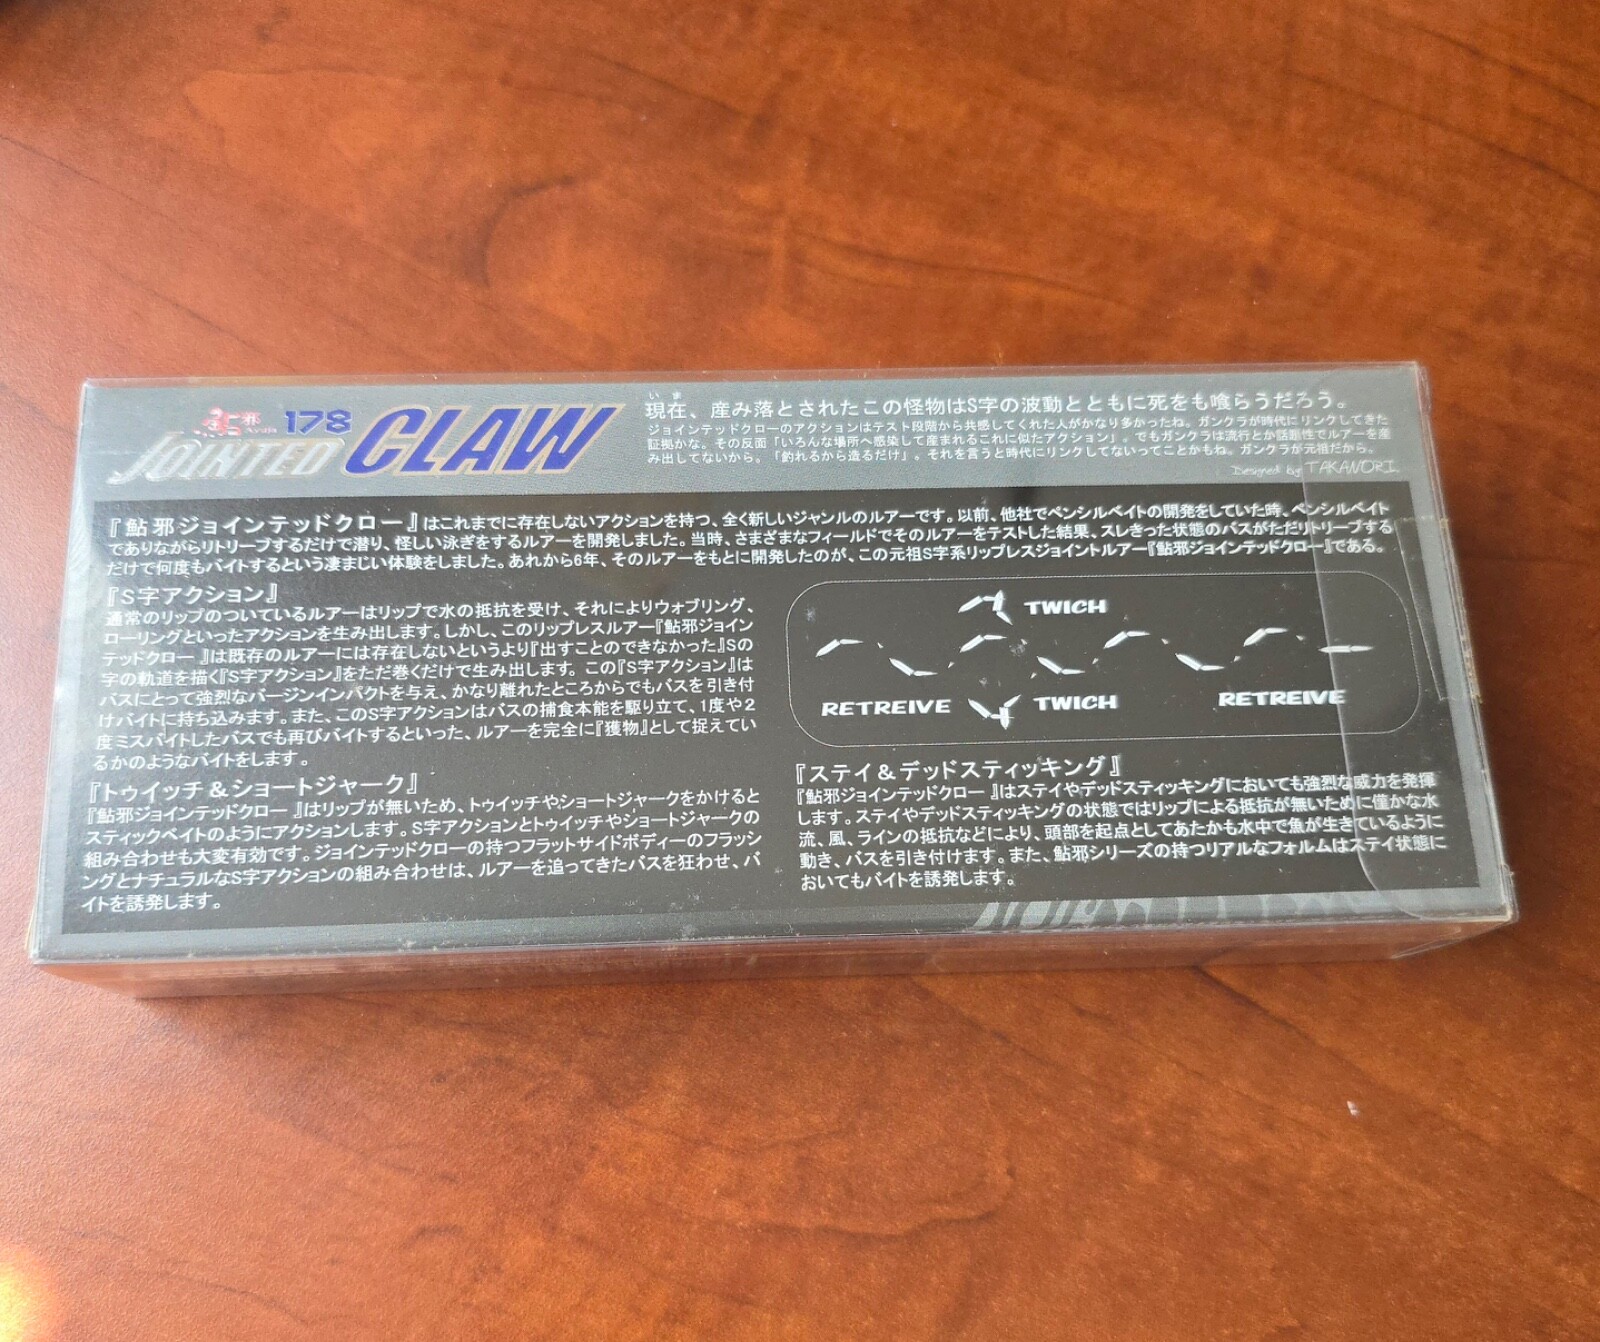 邪 178
JOINTED CLAW
いま
現在、産み落とされたこの怪物はS字の波動とともに死をも喰らうだろう。
ジョインテッドクローのアクションはテスト段階から共感してくれた人がかなり多かったね。ガンクラが時代にリンクしてきた
証拠かな。その反面「いろんな場所へ感染して産まれるこれに似たアクション」。でもガンクラは流行とか話題性でルアーを産
み出してないから。「釣れるから造るだけ」。それを言うと時代にリンクしてないってことかもね。ガンクラが元祖だから。
Designed by TAKANORI
『鮎邪ジョインテッドクロー』はこれまでに存在しないアクションを持つ、全く新しいジャンルのルアーです。以前、他社でペンシルベイトの開発をしていた時、ペンシルベイト
でありながらリトリーブするだけで潜り、怪しい泳ぎをするルアーを開発しました。当時、さまざまなフィールドでそのルアーをテストした結果、スレきった状態のバスがただリトリーブする
だけで何度もバイトするという凄まじい体験をしました。あれから6年、そのルアーをもとに開発したのが、この元祖S字系リップレスジョイントルアー『鮎邪ジョインテッドクロー』である。
『S字アクション』
通常のリップのついているルアーはリップで水の抵抗を受け、それによりウォブリング、
ローリングといったアクションを生み出します。しかし、このリップレスルアー『鮎邪ジョイン
テッドクロー 』は既存のルアーには存在しないというより『出すことのできなかった』Sの
字の軌道を描く『S字アクション』をただ巻くだけで生み出します。この『S字アクション』は
バスにとって強烈なバージンインパクトを与え、かなり離れたところからでもバスを引き付
けバイトに持ち込みます。また、このS字アクションはバスの捕食本能を駆り立て、1度や2
度ミスバイトしたバスでも再びバイトするといった、ルアーを完全に『獲物』として捉えてい
るかのようなバイトをします。
『トゥイッチ＆ショートジャーク』
『鮎邪ジョインテッドクロー 』はリップが無いため、トゥイッチやショートジャークをかけると
スティックベイトのようにアクションします。S字アクションとトゥイッチやショートジャークの
組み合わせも大変有効です。ジョインテッドクローの持つフラットサイドボディーのフラッシ
ングとナチュラルなS字アクションの組み合わせは、ルアーを追ってきたバスを狂わせ、バ
イトを誘発します。
TWICH
RETREIVE TWICH RETREIVE
『ステイ＆デッドスティッキング』
『鮎邪ジョインテッドクロー 』はステイやデッドスティッキングにおいても強烈な威力を発揮
します。ステイやデッドスティッキングの状態ではリップによる抵抗が無いために僅かな水
流、風、ラインの抵抗などにより、頭部を起点としてあたかも水中で魚が生きているように
動き、バスを引き付けます。また、鮎邪シリーズの持つリアルなフォルムはステイ状態に
おいてもバイトを誘発します。